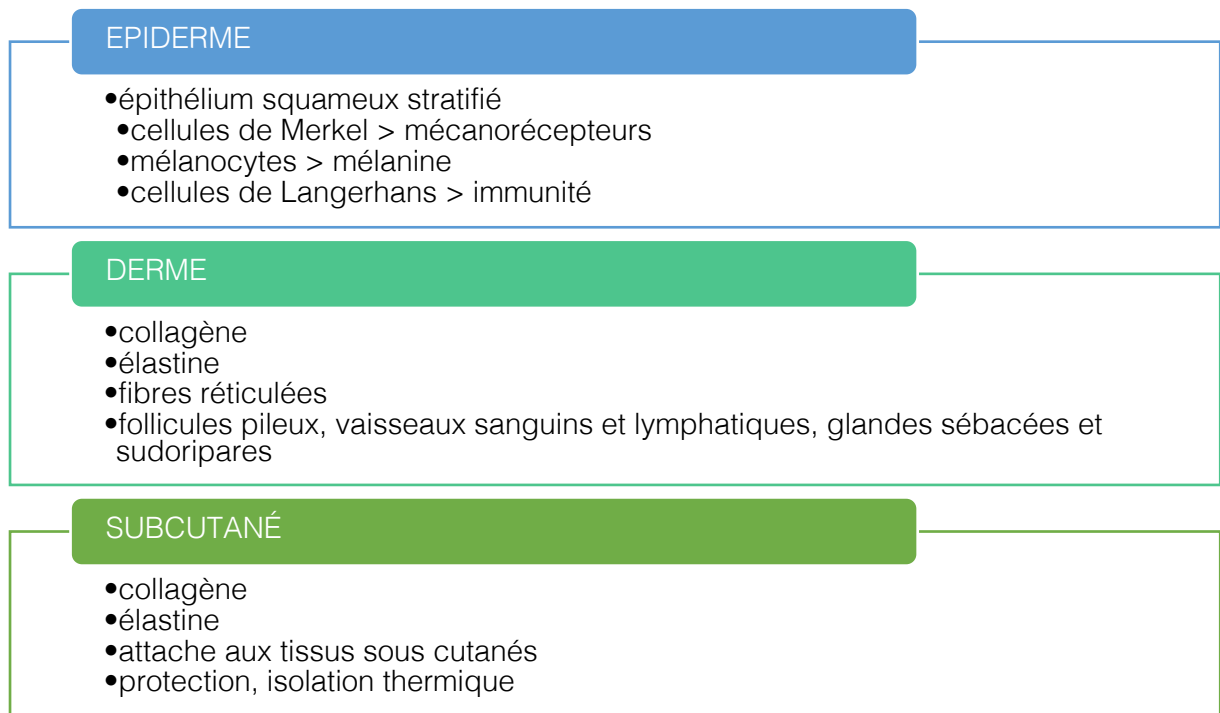 EPIDERME
•épithélium squameux stratifié
•cellules de Merkel > mécanorécepteurs
•mélanocytes > mélanine
•cellules de Langerhans > immunité
DERME
•collagène
•élastine
•fibres réticulées
•follicules pileux, vaisseaux sanguins et lymphatiques, glandes sébacées et
sudoripares
SUBCUTANÉ
•collagène
•élastine
•attache aux tissus sous cutanés
•protection, isolation thermique